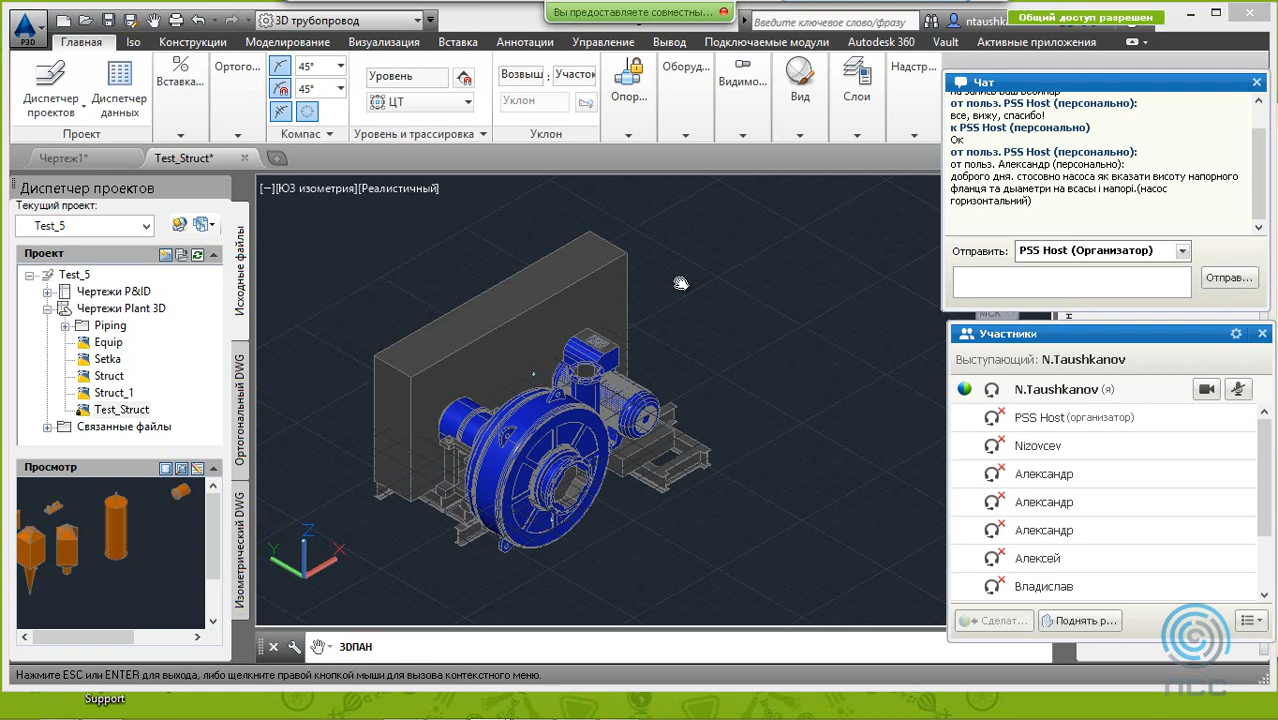 Вы предоставляете совместны...
Общий доступ разрешен
P3D
3D трубопровод
Введите ключевое слово/фразу
ntaushk
Главная
Iso
Конструкции
Моделирование
Визуализация
Вставка
Аннотации
Управление
Вывод
Подключаемые модули
Autodesk 360
Vault
Активные приложения
Диспетчер проектов
Диспетчер данных
Вставка...
Ортого...
45°
45°
Уровень
ЦТ
Возвыш
Участок
Уклон
Опор...
Оборуд...
Видимо...
Вид
Слои
Надстр...
Проект
Компас
Уровень и трассировка
Уклон
Чертеж1*
Test_Struct*
Диспетчер проектов
Текущий проект:
Test_5
Проект
Test_5
Чертежи P&ID
Чертежи Plant 3D
Piping
Equip
Setka
Struct
Struct_1
Test_Struct
Связанные файлы
Просмотр
Исходные файлы
Ортогональный DWG
Изометрический DWG
[−][ЮЗ изометрия][Реалистичный]
Z
Y
X
3DПАН
Нажмите ESC или ENTER для выхода, либо щелкните правой кнопкой мыши для вызова контекстного меню.
Support
Чат
от польз. PSS Host (персонально):
все, вижу, спасибо!
к PSS Host (персонально)
Ок
от польз. PSS Host (персонально):
от польз. Александр (персонально):
доброго дня. стосовно насоса як вказати висоту напорного
фланця та дыаметри на всасы і напорі.(насос
горизонтальний)
Отправить:
PSS Host (Организатор)
Отправ...
МСК
Участники
Выступающий: N.Taushkanov
N.Taushkanov (я)
PSS Host (организатор)
Nizovcev
Александр
Александр
Александр
Алексей
Владислав
Сделат...
Поднять р...
ПСС